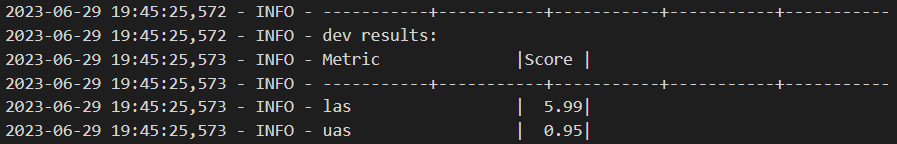 2023-06-29 19:45:25,572 - INFO - -----------+-----------+-----------+-----------+-----------
2023-06-29 19:45:25,572 - INFO - dev results:
2023-06-29 19:45:25,573 - INFO - Metric             |Score |
2023-06-29 19:45:25,573 - INFO - -----------+-----------+-----------+-----------+-----------
2023-06-29 19:45:25,573 - INFO - las                |  5.99|
2023-06-29 19:45:25,573 - INFO - uas                |  0.95|